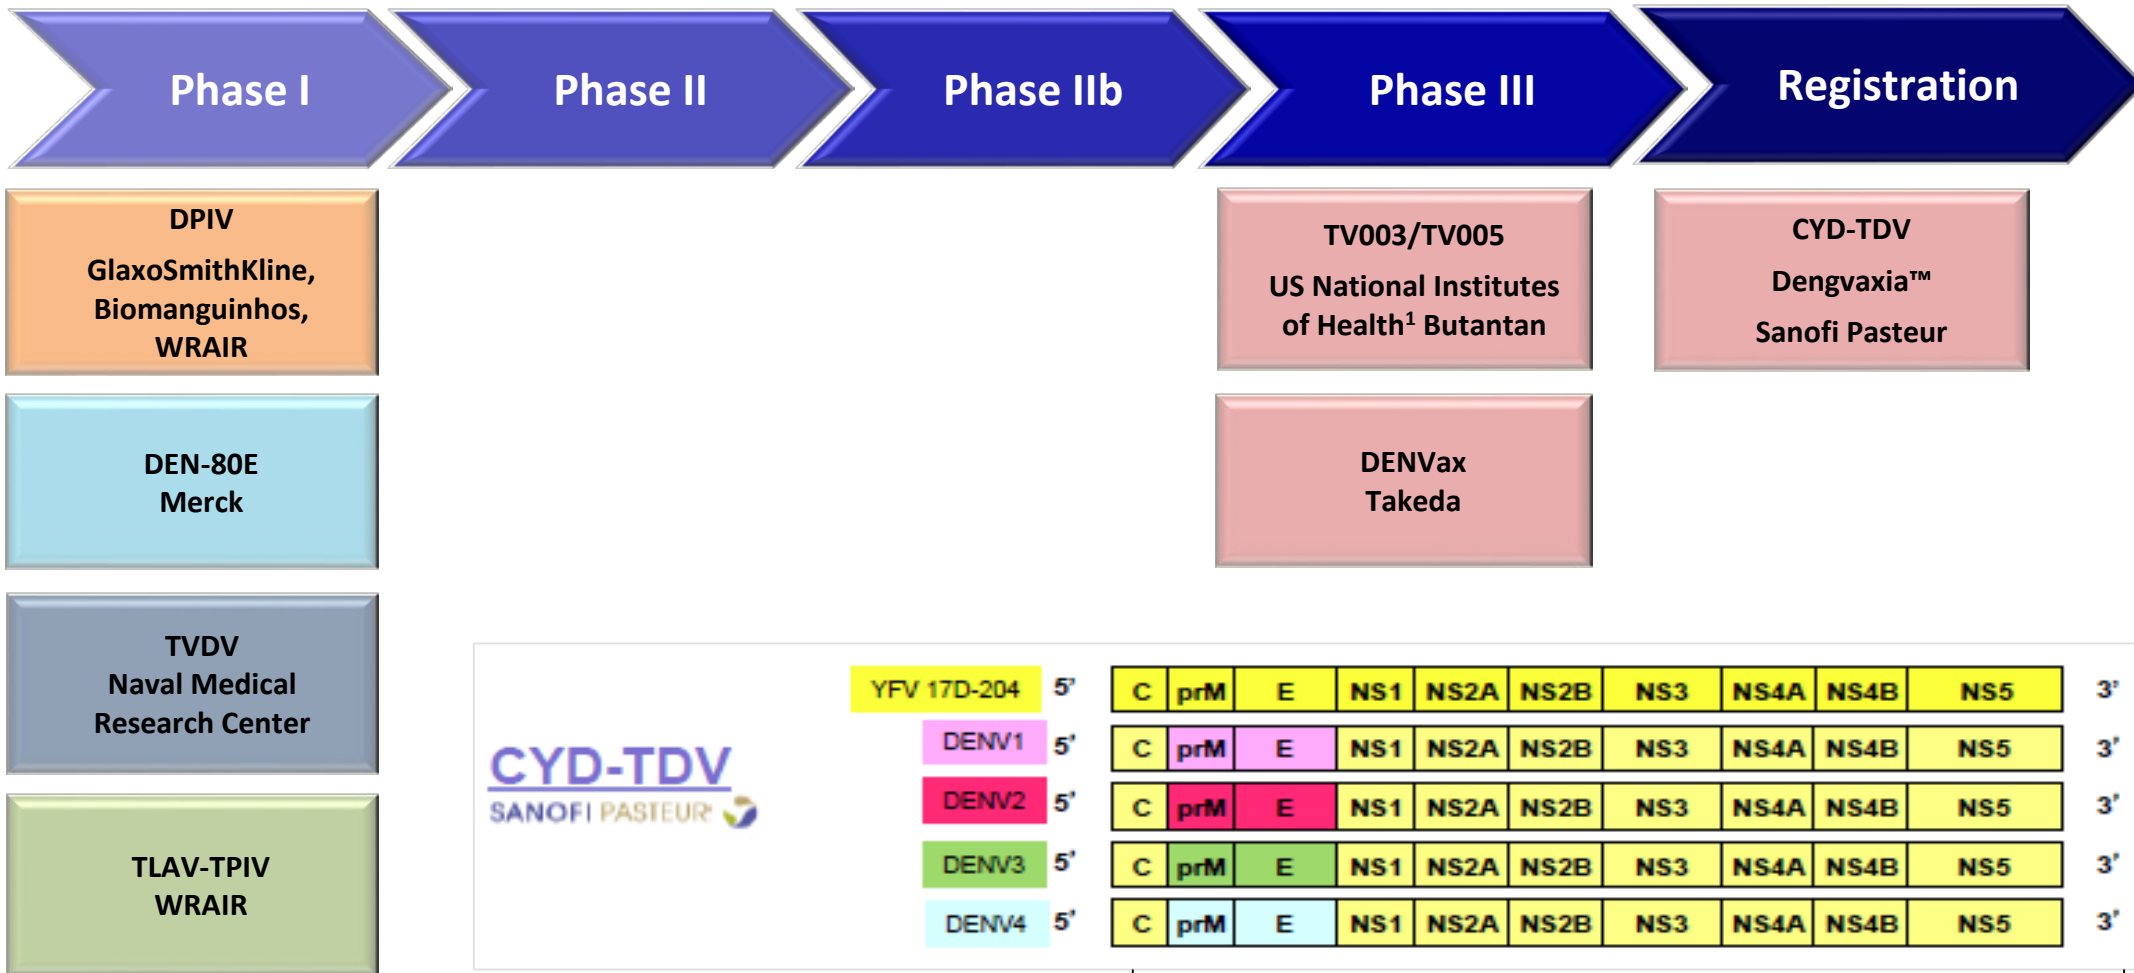 Phase I
Phase II
Phase IIb
Phase III
Registration
DPIV
GlaxoSmithKline,
Biomanguinhos,
WRAIR
DEN-80E
Merck
TVDV
Naval Medical
Research Center
TLAV-TPIV
WRAIR
TV003/TV005
US National Institutes
of Health¹ Butantan
DENVax
Takeda
CYD-TDV
Dengvaxia™
Sanofi Pasteur
CYD-TDV
SANOFI PASTEUR
YFV 17D-204 5’ C prM E NS1 NS2A NS2B NS3 NS4A NS4B NS5 3’
DENV1 5’ C prM E NS1 NS2A NS2B NS3 NS4A NS4B NS5 3’
DENV2 5’ C prM E NS1 NS2A NS2B NS3 NS4A NS4B NS5 3’
DENV3 5’ C prM E NS1 NS2A NS2B NS3 NS4A NS4B NS5 3’
DENV4 5’ C prM E NS1 NS2A NS2B NS3 NS4A NS4B NS5 3’